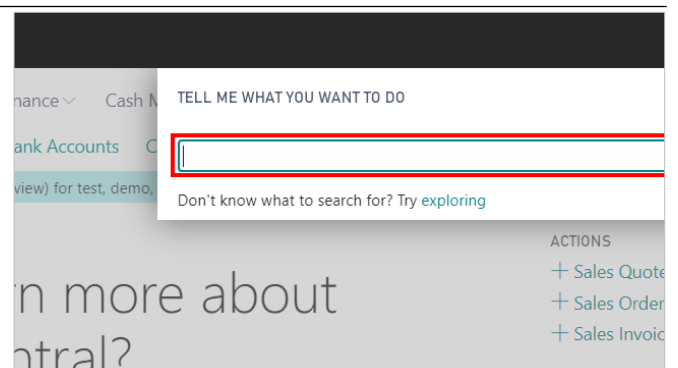 nance Cash M
TELL ME WHAT YOU WANT TO DO
ank Accounts C
view) for test, demo,
Don't know what to search for? Try exploring
ACTIONS
+ Sales Quote
+ Sales Order
+ Sales Invoic
n more about
ntral?